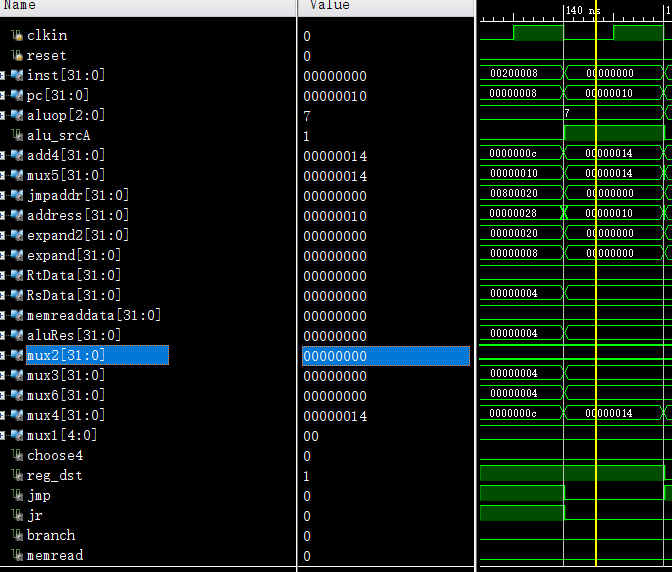 Name Value
140 ns 1
clkin 0
reset 0
inst[31:0] 00000000 00200008 00000000
pc[31:0] 00000010 00000008 00000010
aluop[2:0] 7 7
alu_srcA 1
add4[31:0] 00000014 0000000c 00000014
mux5[31:0] 00000014 00000010 00000014
jmpaddr[31:0] 00000000 00800020 00000000
address[31:0] 00000010 00000028 00000010
expand2[31:0] 00000000 00000020 00000000
expand[31:0] 00000000 00000008 00000000
RtData[31:0] 00000000
RsData[31:0] 00000000 00000004
memreaddata[31:0] 00000000
aluRes[31:0] 00000000 00000004
mux2[31:0] 00000000
mux3[31:0] 00000000 00000004
mux6[31:0] 00000000 00000004
mux4[31:0] 00000014 0000000c 00000014
mux1[4:0] 00
choose4 0
reg_dst 1
jmp 0
jr 0
branch 0
memread 0